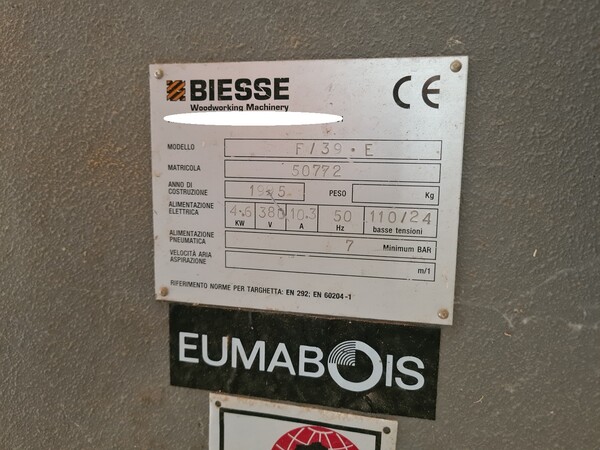 BIESSE
Woodworking Machinery
CE
MODELLO F/39·E
MATRICOLA 50772
ANNO DI COSTRUZIONE 1995 PESO Kg
ALIMENTAZIONE ELETTRICA 4.6 KW 380 V 10.3 A 50 Hz 110/24 basse tensioni
ALIMENTAZIONE PNEUMATICA 7 Minimum BAR
VELOCITÀ ARIA ASPIRAZIONE m/1
RIFERIMENTO NORME PER TARGHETTA: EN 292; EN 60204-1
EUMABOIS